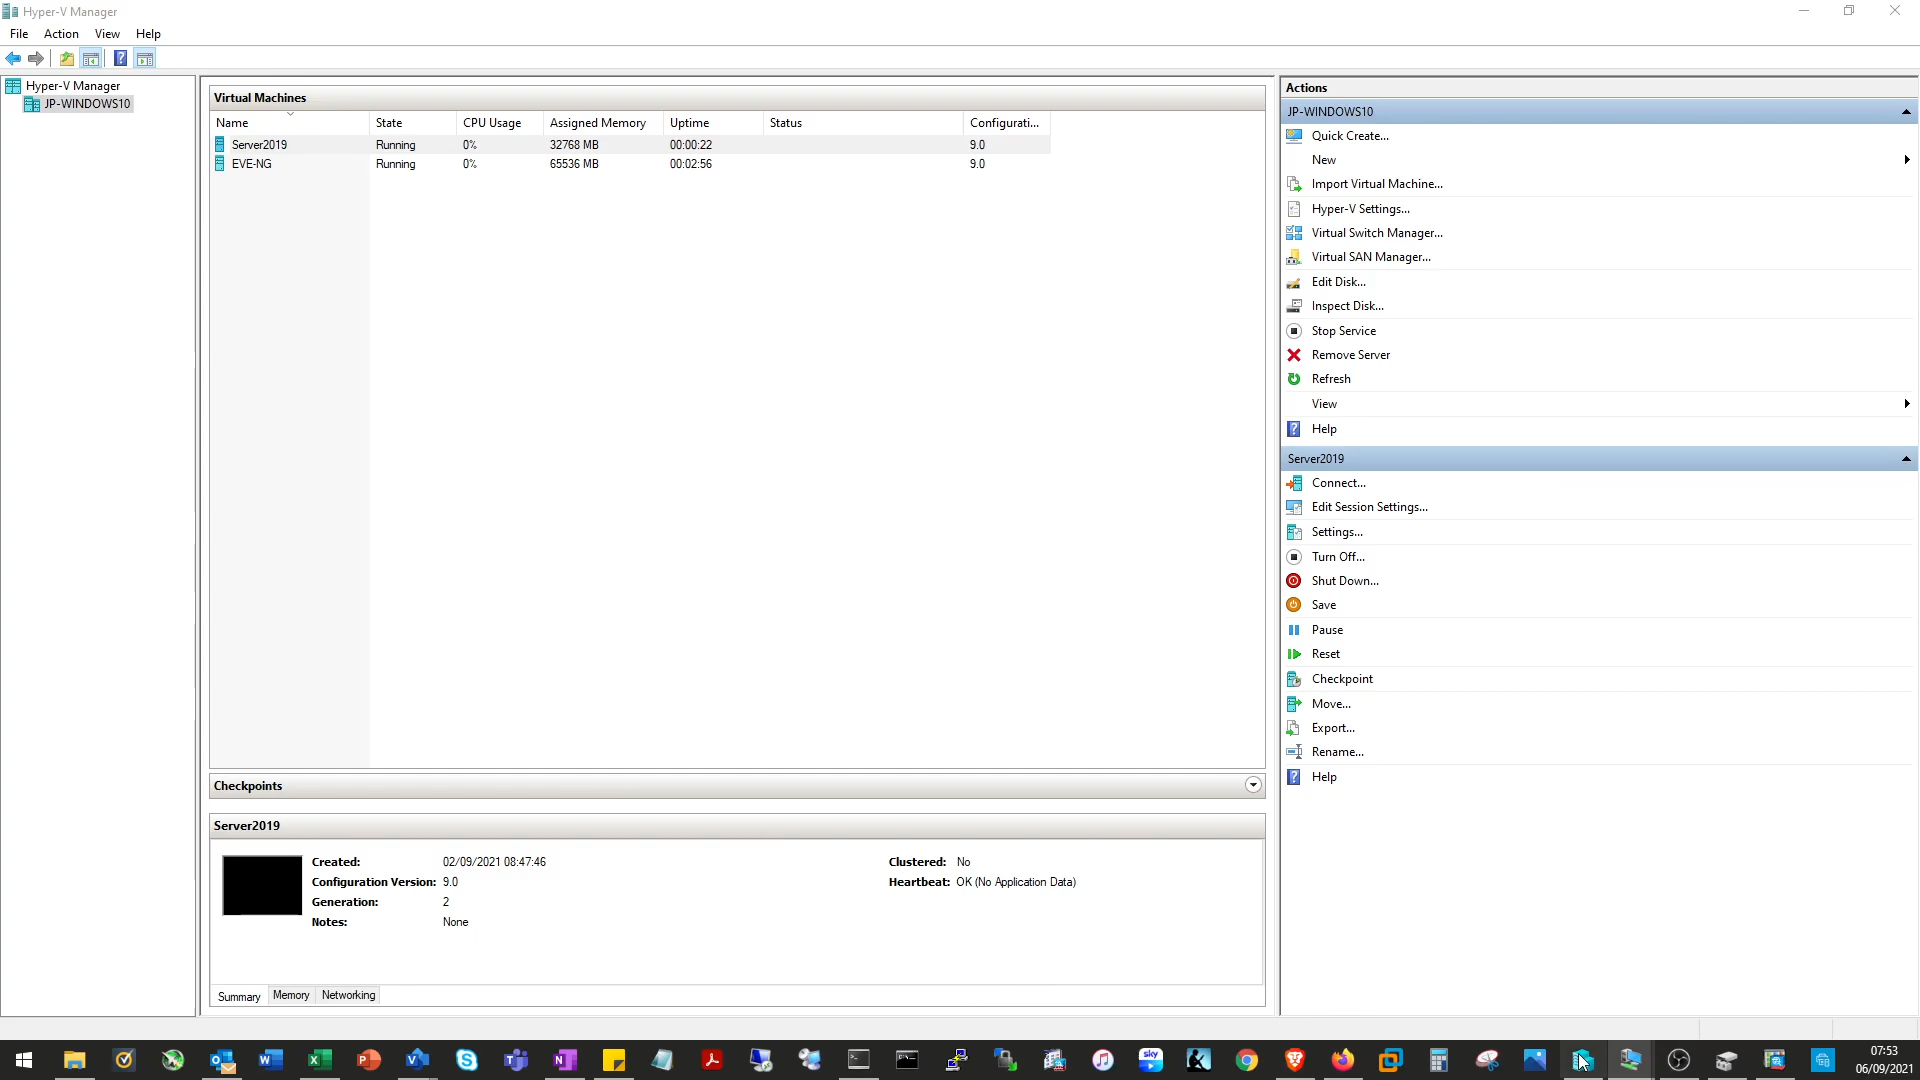 Hyper-V Manager
File Action View Help
Hyper-V Manager
JP-WINDOWS10
Virtual Machines
Name State CPU Usage Assigned Memory Uptime Status Configurati...
Server2019 Running 0% 32768 MB 00:00:22 9.0
EVE-NG Running 0% 65536 MB 00:02:56 9.0
Checkpoints
Server2019
Created: 02/09/2021 08:47:46 Clustered: No
Configuration Version: 9.0 Heartbeat: OK (No Application Data)
Generation: 2
Notes: None
Summary Memory Networking
Actions
JP-WINDOWS10
Quick Create...
New
Import Virtual Machine...
Hyper-V Settings...
Virtual Switch Manager...
Virtual SAN Manager...
Edit Disk...
Inspect Disk...
Stop Service
Remove Server
Refresh
View
Help
Server2019
Connect...
Edit Session Settings...
Settings...
Turn Off...
Shut Down...
Save
Pause
Reset
Checkpoint
Move...
Export...
Rename...
Help
sky
07:53
06/09/2021